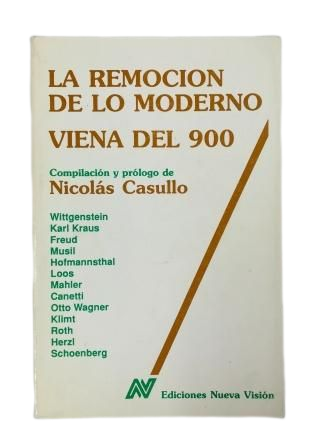 LA REMOCION
DE LO MODERNO
VIENA DEL 900
Compilación y prólogo de
Nicolás Casullo
Wittgenstein
Karl Kraus
Freud
Musil
Hofmannsthal
Loos
Mahler
Canetti
Otto Wagner
Klimt
Roth
Herzl
Schoenberg
Ediciones Nueva Visión